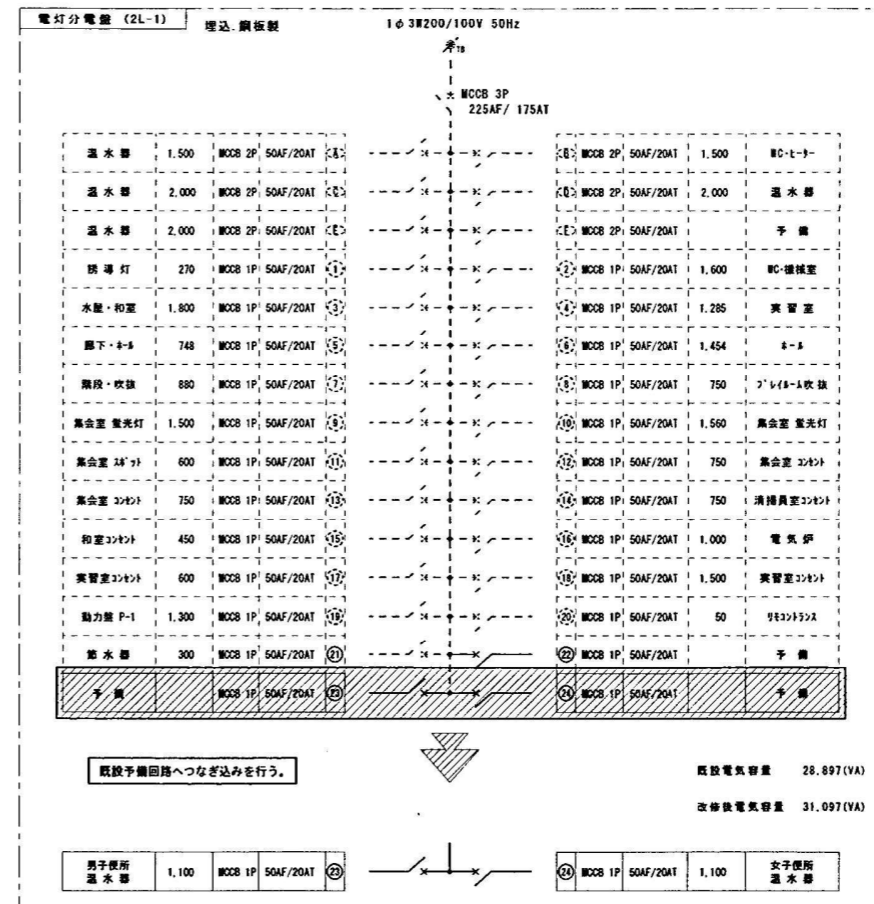 電灯分電盤 (2L-1)
埋込.鋼板製
1φ3W200/100V 50Hz
MCCB 3P
225AF/ 175AT
温水器 1.500 MCCB 2P 50AF/20AT A B MCCB 2P 50AF/20AT 1.500 WC・ヒーター
温水器 2.000 MCCB 2P 50AF/20AT C D MCCB 2P 50AF/20AT 2.000 温水器
温水器 2.000 MCCB 2P 50AF/20AT E MCCB 2P 50AF/20AT 予備
誘導灯 270 MCCB 1P 50AF/20AT ① ② MCCB 1P 50AF/20AT 1.600 WC・機械室
水屋・和室 1.800 MCCB 1P 50AF/20AT ③ ④ MCCB 1P 50AF/20AT 1.285 実習室
廊下・ホール 748 MCCB 1P 50AF/20AT ⑤ ⑥ MCCB 1P 50AF/20AT 1.454 ホール
階段・吹抜 880 MCCB 1P 50AF/20AT ⑦ ⑧ MCCB 1P 50AF/20AT 750 プレイルーム吹抜
集会室 蛍光灯 1.500 MCCB 1P 50AF/20AT ⑨ ⑩ MCCB 1P 50AF/20AT 1.560 集会室 蛍光灯
集会室 スポット 600 MCCB 1P 50AF/20AT ⑪ ⑫ MCCB 1P 50AF/20AT 750 集会室 コンセント
集会室 コンセント 750 MCCB 1P 50AF/20AT ⑬ ⑭ MCCB 1P 50AF/20AT 750 清掃員室コンセント
和室コンセント 450 MCCB 1P 50AF/20AT ⑮ ⑯ MCCB 1P 50AF/20AT 1.000 電気炉
実習室コンセント 600 MCCB 1P 50AF/20AT ⑰ ⑱ MCCB 1P 50AF/20AT 1.500 実習室コンセント
動力盤 P-1 1.300 MCCB 1P 50AF/20AT ⑲ ⑳ MCCB 1P 50AF/20AT 50 リモコントランス
節水器 300 MCCB 1P 50AF/20AT ㉑ ㉒ MCCB 1P 50AF/20AT 予備
予備 MCCB 1P 50AF/20AT ㉓ ㉔ MCCB 1P 50AF/20AT 予備
既設予備回路へつなぎ込みを行う。
既設電気容量 28.897(VA)
改修後電気容量 31.097(VA)
男子便所 温水器 1.100 MCCB 1P 50AF/20AT ㉓ ㉔ MCCB 1P 50AF/20AT 1.100 女子便所 温水器